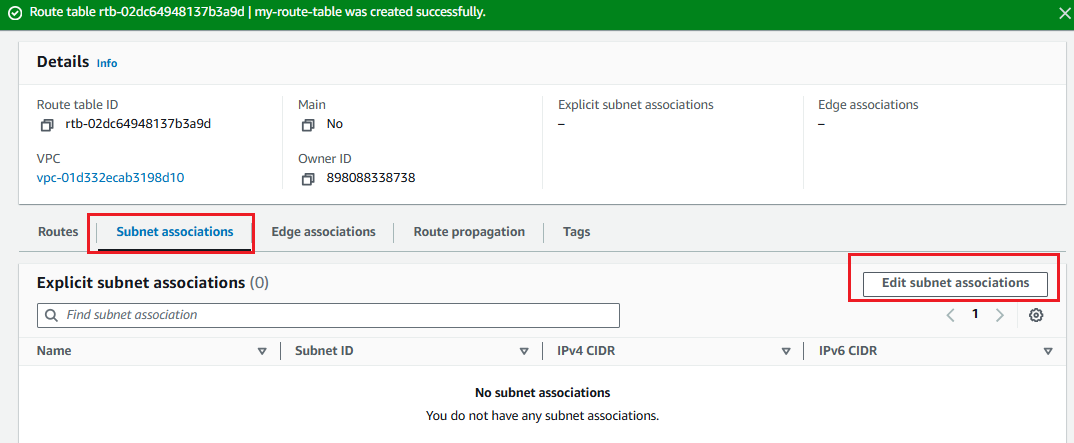 Route table rtb-02dc64948137b3a9d | my-route-table was created successfully.
Details Info
Route table ID
rtb-02dc64948137b3a9d
Main
No
Explicit subnet associations
–
Edge associations
–
VPC
vpc-01d332ecab3198d10
Owner ID
898088338738
Routes Subnet associations Edge associations Route propagation Tags
Explicit subnet associations (0)
Edit subnet associations
Find subnet association
1
Name Subnet ID IPv4 CIDR IPv6 CIDR
No subnet associations
You do not have any subnet associations.